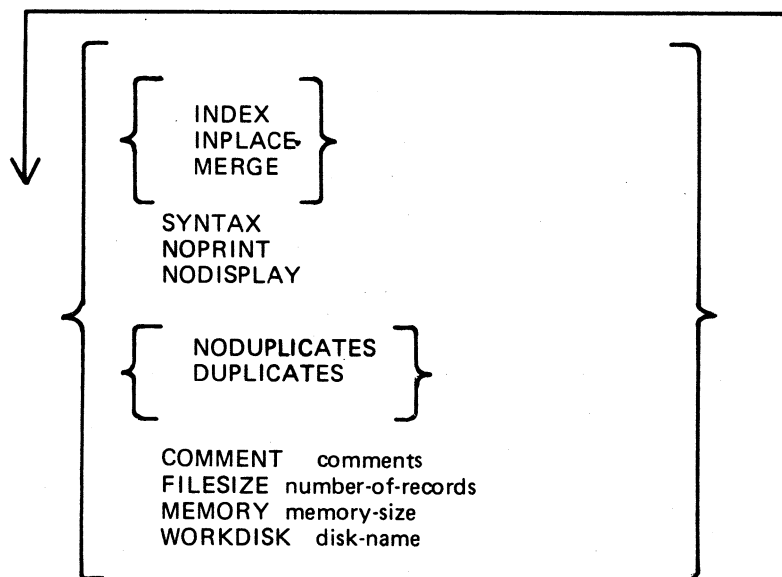 INDEX
INPLACE
MERGE
SYNTAX
NOPRINT
NODISPLAY
NODUPLICATES
DUPLICATES
COMMENT comments
FILESIZE number-of-records
MEMORY memory-size
WORKDISK disk-name